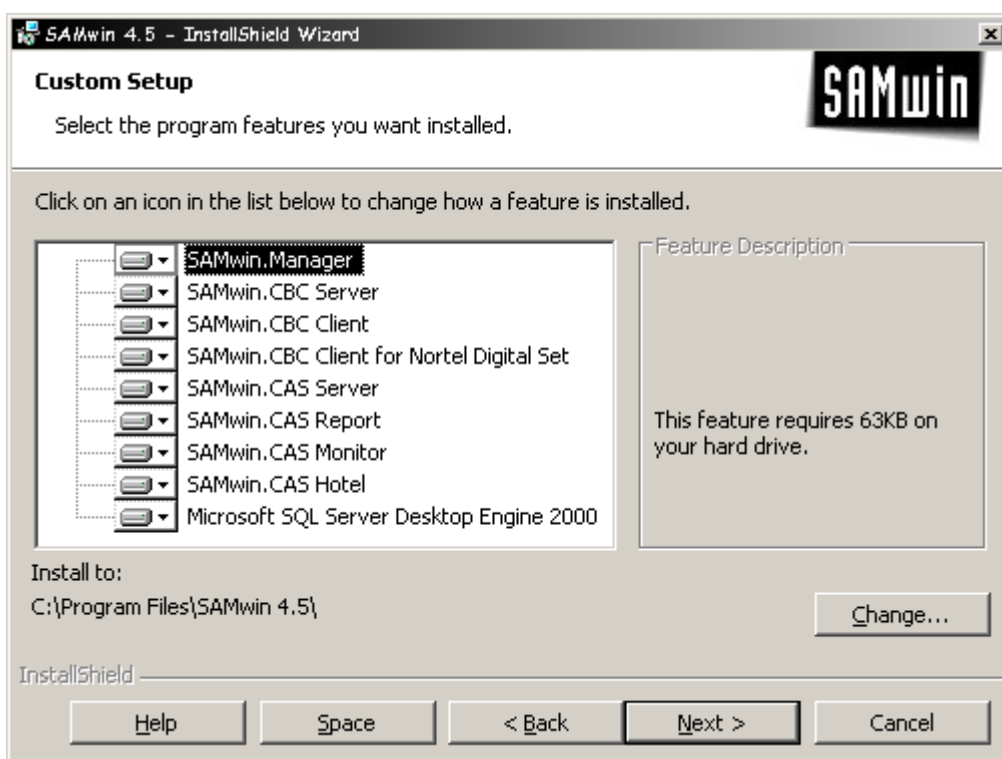 SAMwin 4.5 - InstallShield Wizard
SAMwin
Custom Setup
Select the program features you want installed.
Click on an icon in the list below to change how a feature is installed.
SAMwin.Manager
SAMwin.CBC Server
SAMwin.CBC Client
SAMwin.CBC Client for Nortel Digital Set
SAMwin.CAS Server
SAMwin.CAS Report
SAMwin.CAS Monitor
SAMwin.CAS Hotel
Microsoft SQL Server Desktop Engine 2000
Feature Description
This feature requires 63KB on
your hard drive.
Install to:
C:\Program Files\SAMwin 4.5\
Change...
InstallShield
Help
Space
< Back
Next >
Cancel